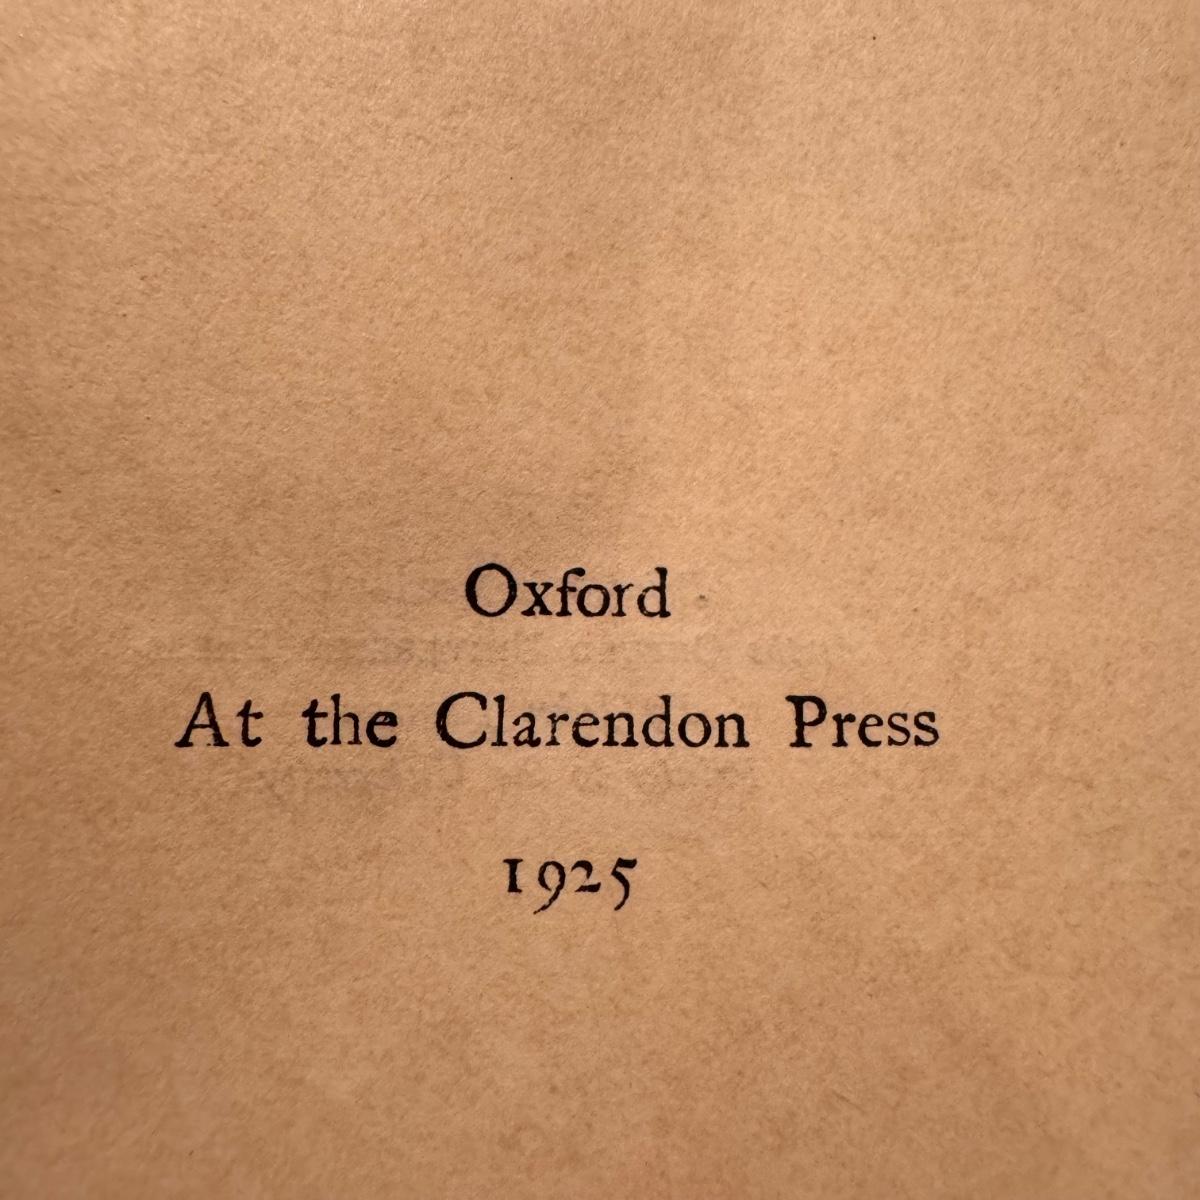 Oxford
At the Clarendon Press
1925